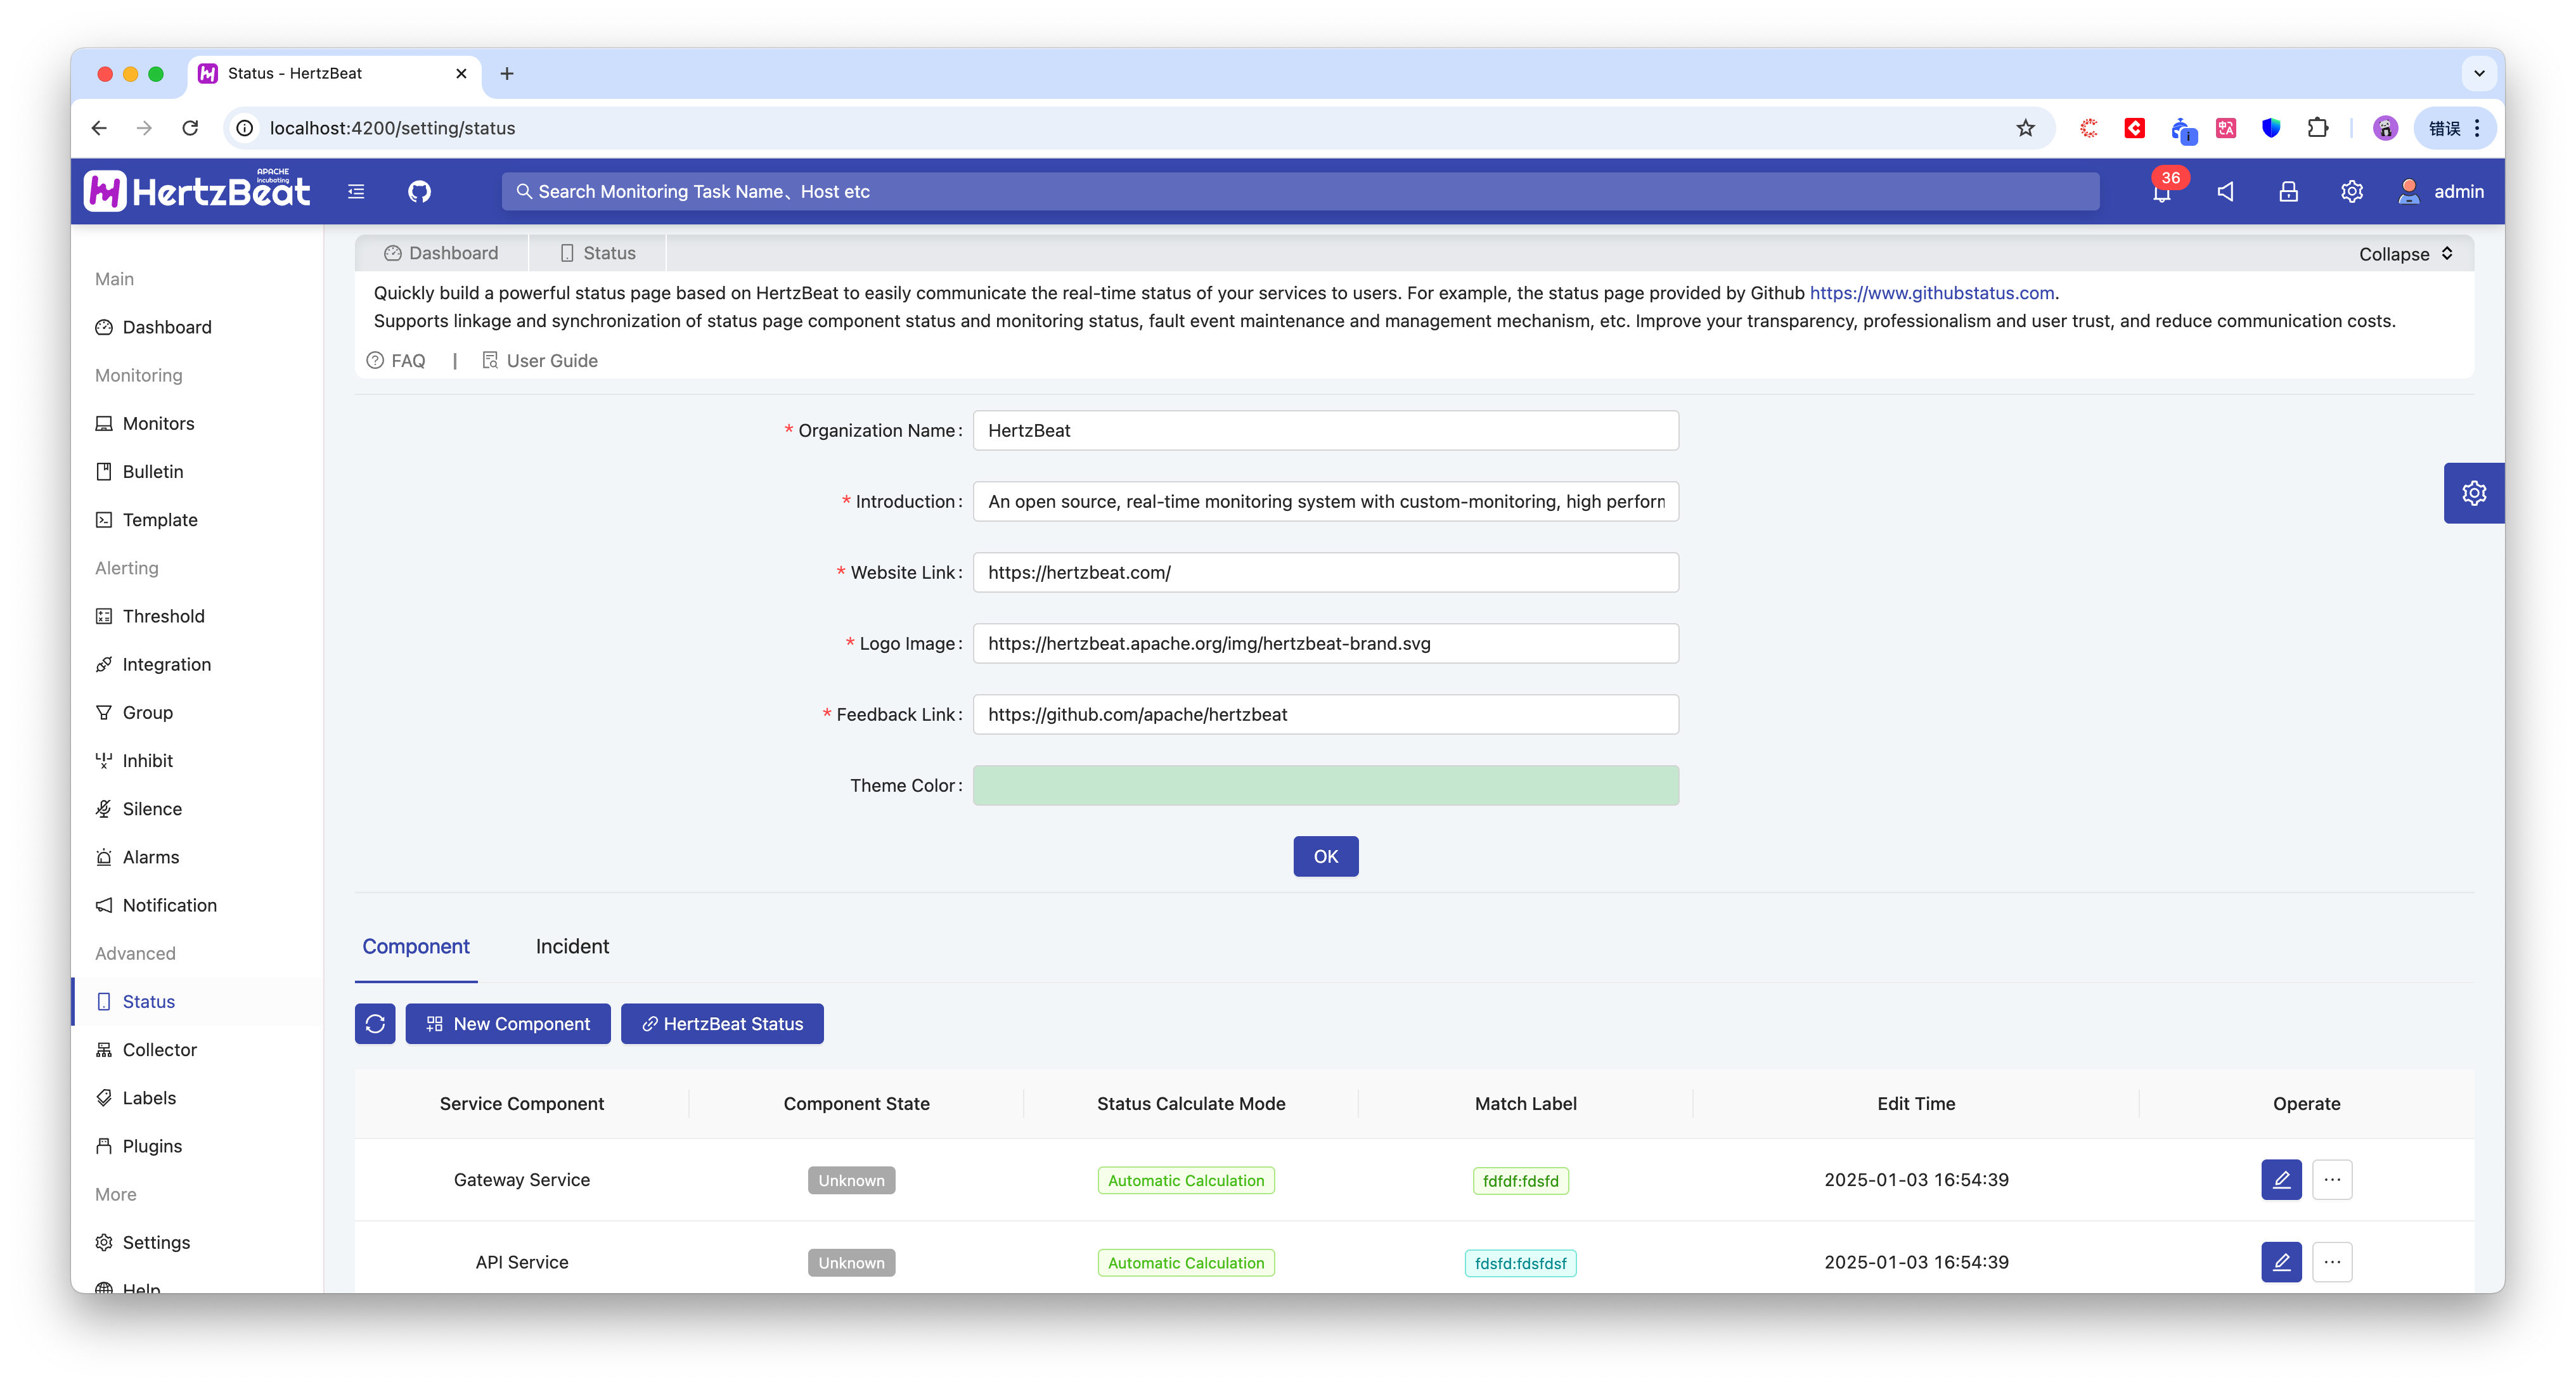 Status - HertzBeat
localhost:4200/setting/status
错误
HertzBeat
APACHE
incubating
Search Monitoring Task Name、Host etc
36
admin
Main
Dashboard
Monitoring
Monitors
Bulletin
Template
Alerting
Threshold
Integration
Group
Inhibit
Silence
Alarms
Notification
Advanced
Status
Collector
Labels
Plugins
More
Settings
Help
Dashboard
Status
Collapse
Quickly build a powerful status page based on HertzBeat to easily communicate the real-time status of your services to users. For example, the status page provided by Github https://www.githubstatus.com.
Supports linkage and synchronization of status page component status and monitoring status, fault event maintenance and management mechanism, etc. Improve your transparency, professionalism and user trust, and reduce communication costs.
FAQ | User Guide
* Organization Name: HertzBeat
* Introduction: An open source, real-time monitoring system with custom-monitoring, high perform
* Website Link: https://hertzbeat.com/
* Logo Image: https://hertzbeat.apache.org/img/hertzbeat-brand.svg
* Feedback Link: https://github.com/apache/hertzbeat
Theme Color:
OK
Component Incident
New Component HertzBeat Status
Service Component Component State Status Calculate Mode Match Label Edit Time Operate
Gateway Service Unknown Automatic Calculation fdfdf:fdsfd 2025-01-03 16:54:39 ...
API Service Unknown Automatic Calculation fdsfd:fdsfdsf 2025-01-03 16:54:39 ...